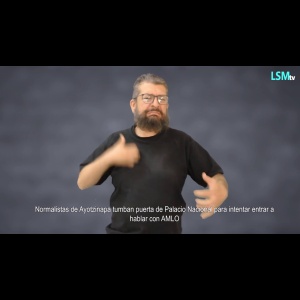 LSMtv
Normalistas de Ayotzinapa tumban puerta de Palacio Nacional para intentar entrar a
hablar con AMLO